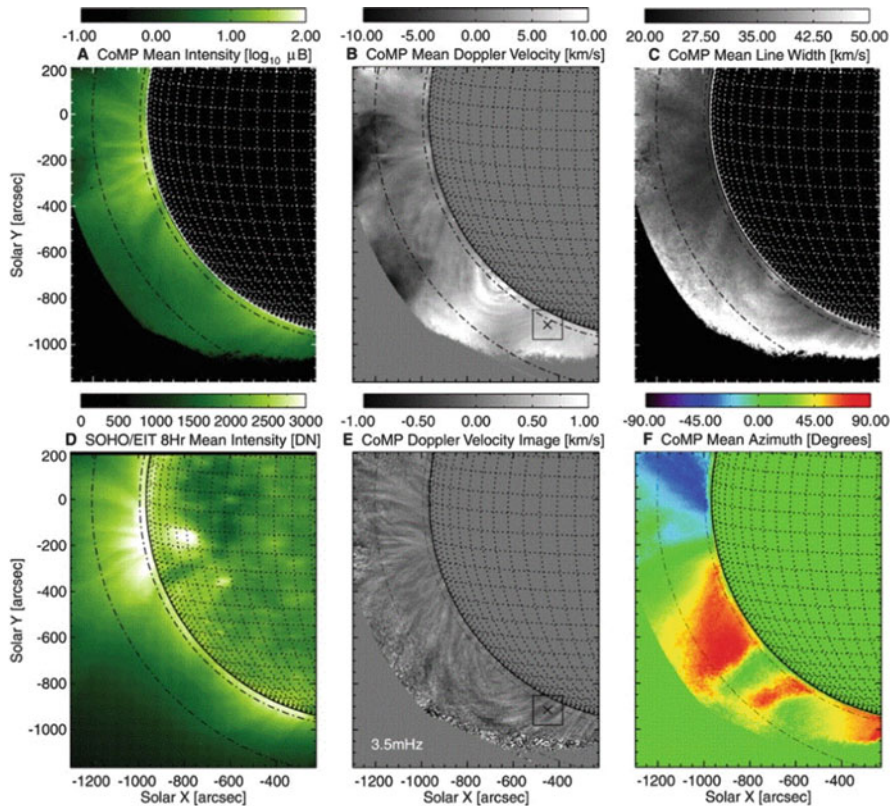 -1.00 0.00 1.00 2.00
A CoMP Mean Intensity [log10 μB]
-10.00 -5.00 0.00 5.00 10.00
B CoMP Mean Doppler Velocity [km/s]
20.00 27.50 35.00 42.50 50.00
C CoMP Mean Line Width [km/s]
200
0
-200
-400
-600
-800
-1000
Solar Y [arcsec]
0 500 1000 1500 2000 2500 3000
D SOHO/EIT 8Hr Mean Intensity [DN]
-1.00 -0.50 0.00 0.50 1.00
E CoMP Doppler Velocity Image [km/s]
-90.00 -45.00 0.00 45.00 90.00
F CoMP Mean Azimuth [Degrees]
200
0
-200
-400
-600
-800
-1000
Solar Y [arcsec]
3.5mHz
-1200 -1000 -800 -600 -400
Solar X [arcsec]
-1200 -1000 -800 -600 -400
Solar X [arcsec]
-1200 -1000 -800 -600 -400
Solar X [arcsec]